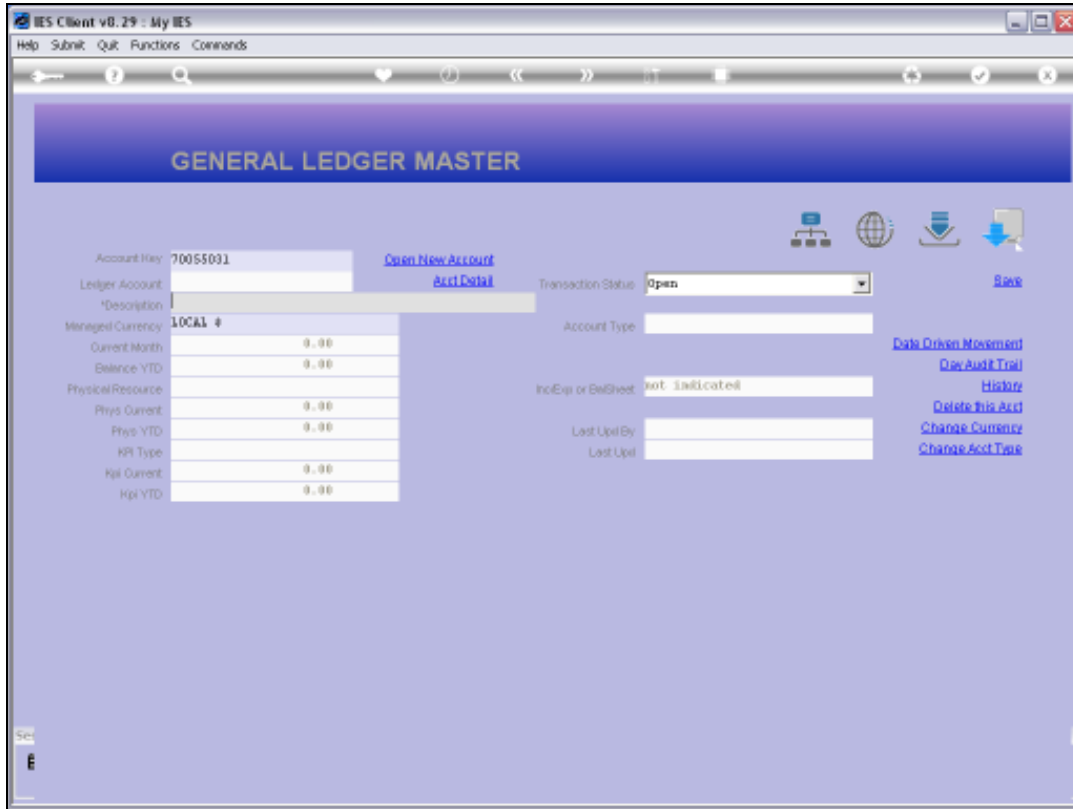 IES Client v8.29 : My IES
Help Submit Quit Functions Commands
GENERAL LEDGER MASTER
Account Key 70055031 Open New Account
Ledger Account Acct Detail Transaction Status Open Save
*Description
Managed Currency LOCAL # Account Type
Current Month 0.00 Date Driven Movement
Balance YTD 0.00 Day Audit Trail
Physical Resource Inc/Exp or BalSheet not indicated History
Phys Current 0.00 Delete this Acct
Phys YTD 0.00 Last Upd By Change Currency
KPI Type Last Upd Change Acct Type
Kpi Current 0.00
Kpi YTD 0.00